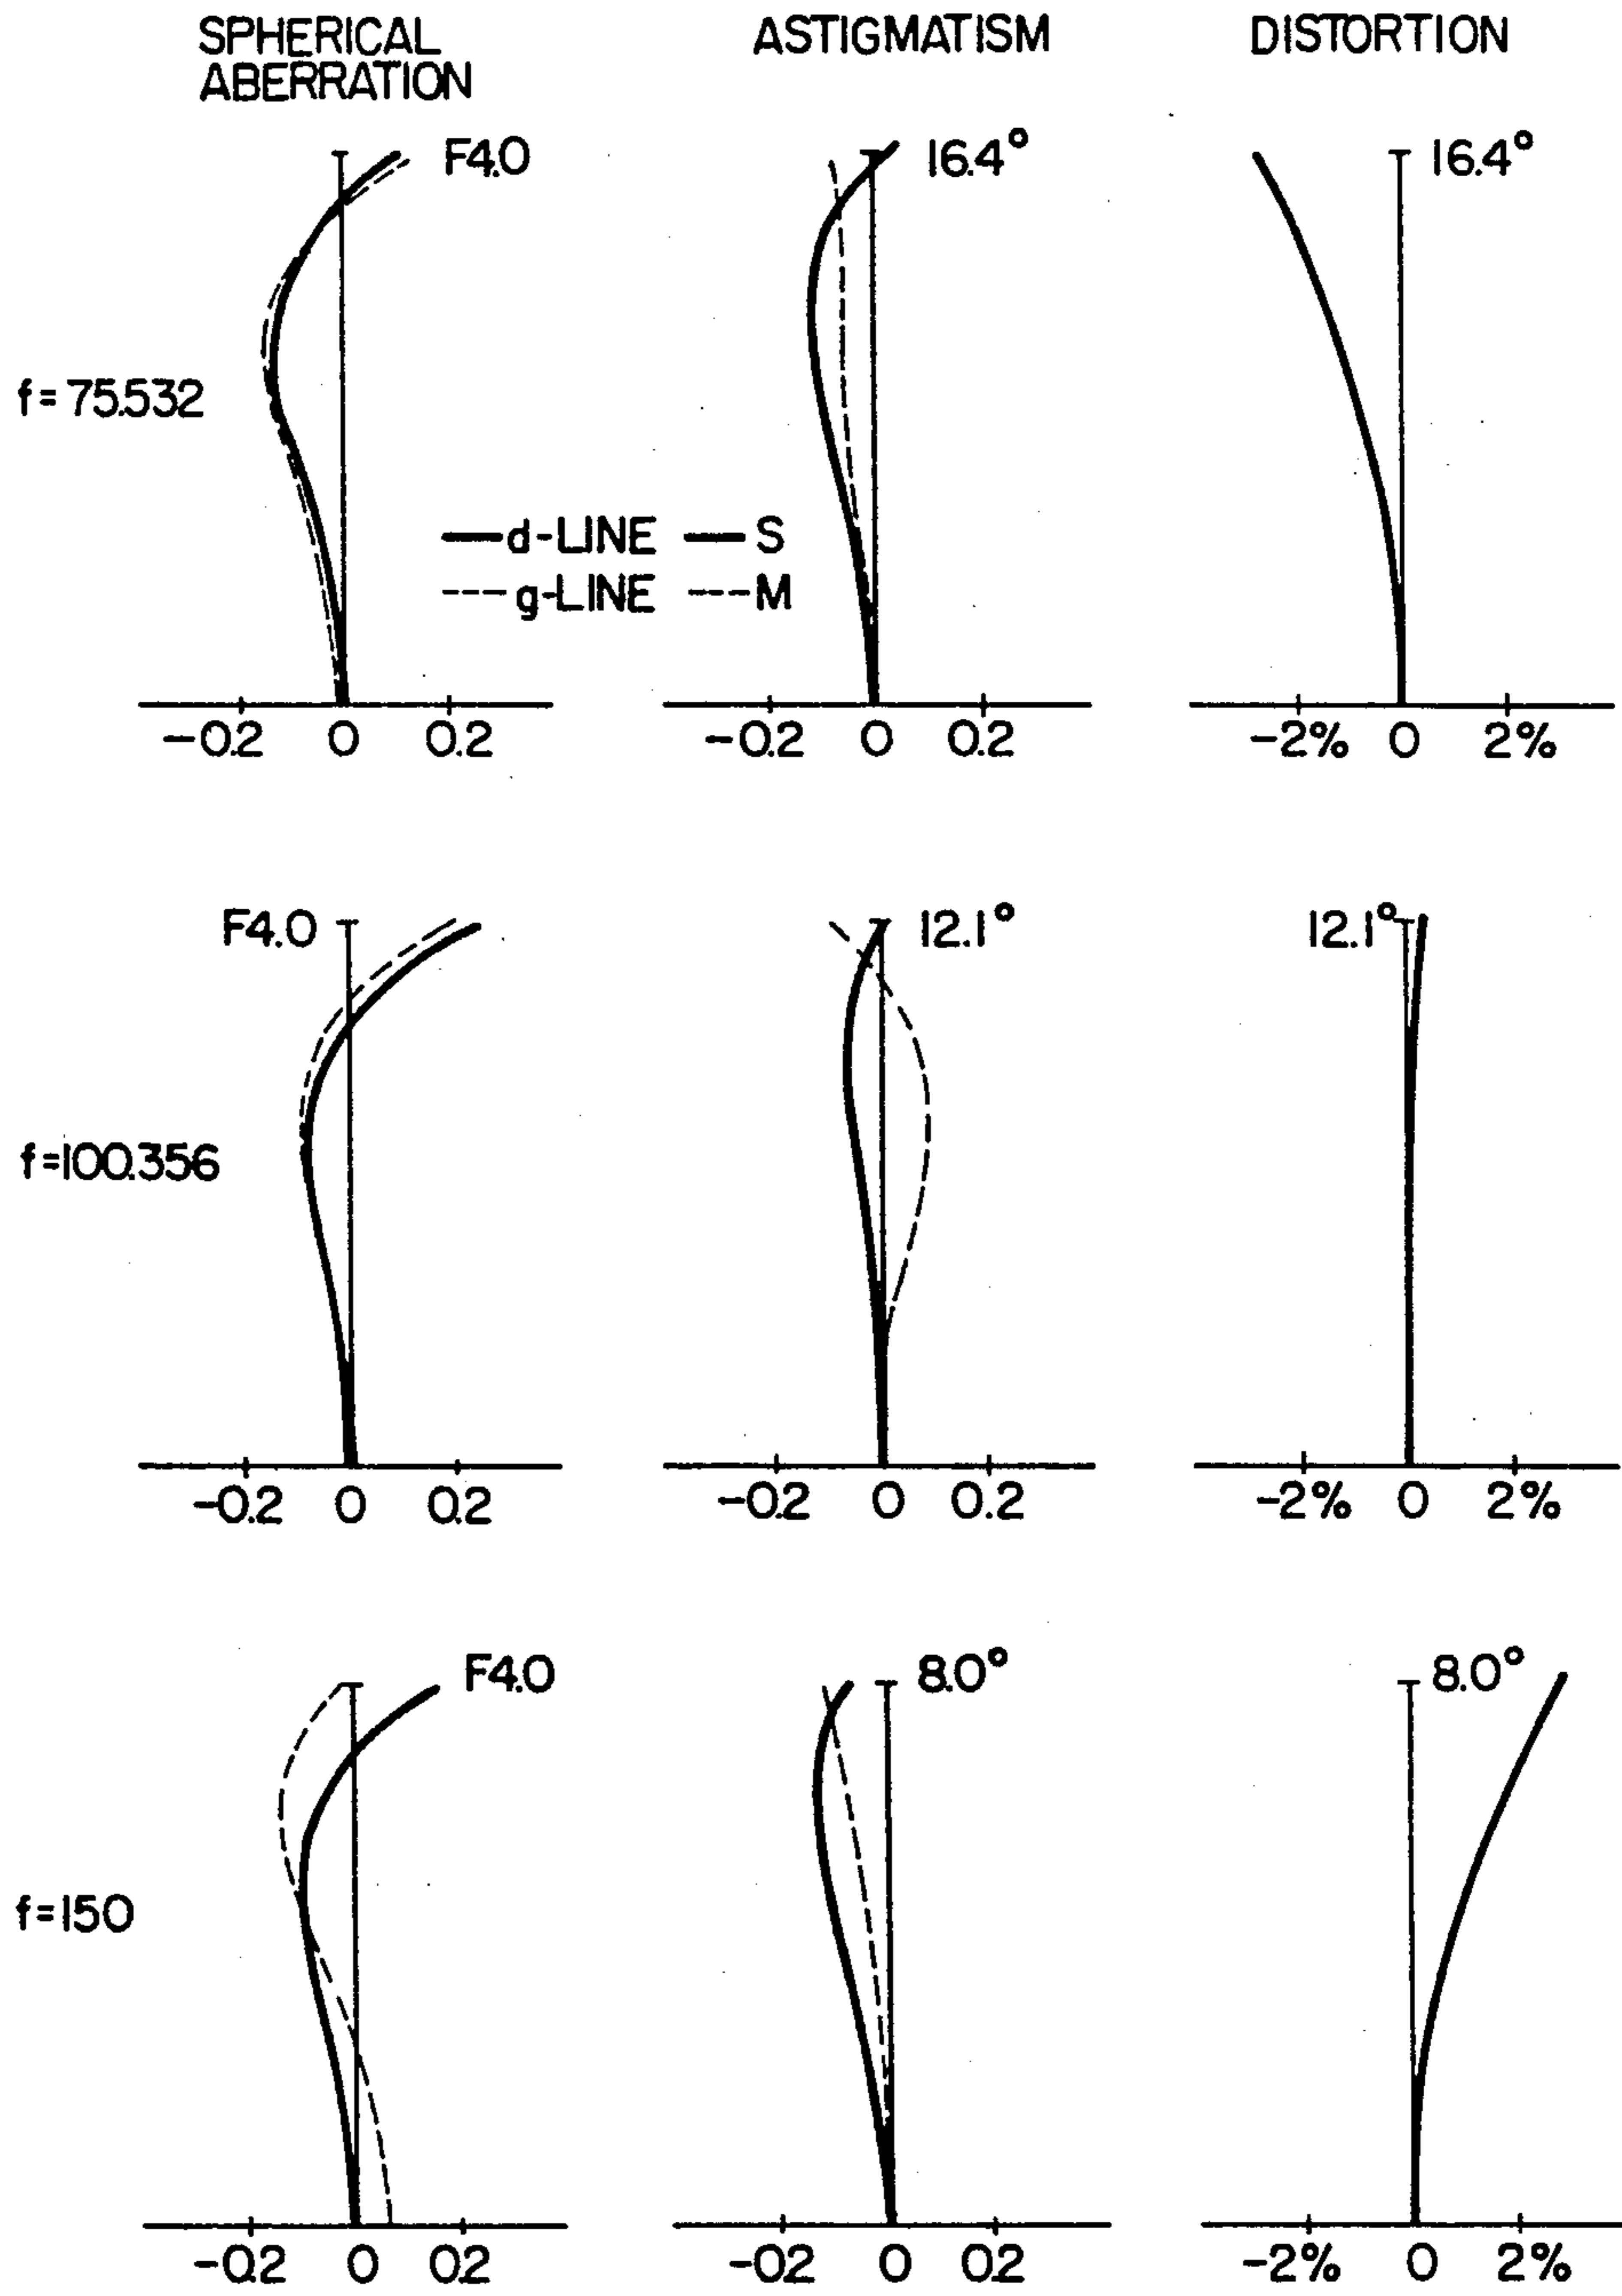 SPHERICAL
ABERRATION
ASTIGMATISM
DISTORTION
F4.0
16.4°
16.4°
f=75.532
d-LINE
S
g-LINE
M
-0.2 0 0.2
-0.2 0 0.2
-2% 0 2%
F4.0
12.1°
12.1°
f=100.356
-0.2 0 0.2
-0.2 0 0.2
-2% 0 2%
F4.0
8.0°
8.0°
f=150
-0.2 0 0.2
-0.2 0 0.2
-2% 0 2%